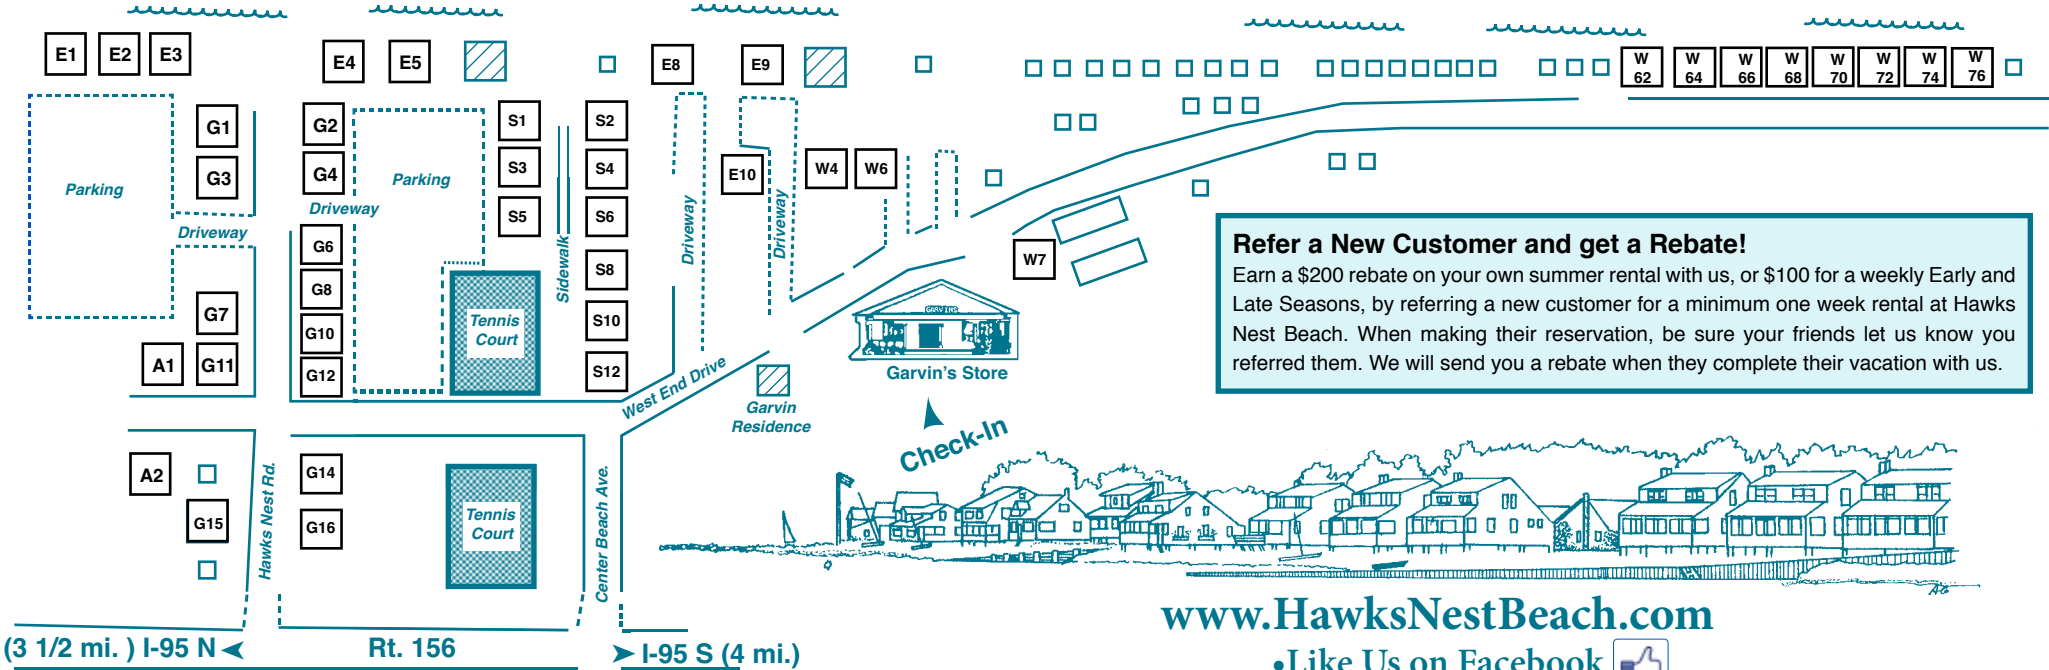 E1
E2
E3
E4
E5
E8
E9
W 62
W 64
W 66
W 68
W 70
W 72
W 74
W 76
G1
G2
S1
S2
G3
G4
S3
S4
E10
W4
W6
Parking
Parking
Driveway
Driveway
S5
S6
Sidewalk
Driveway
Driveway
G6
S8
W7
G8
G7
G10
Tennis
Court
S10
GARVINS
A1
G11
G12
S12
West End Drive
Garvin's Store
Garvin
Residence
Check-In
Refer a New Customer and get a Rebate!
Earn a $200 rebate on your own summer rental with us, or $100 for a weekly Early and
Late Seasons, by referring a new customer for a minimum one week rental at Hawks
Nest Beach. When making their reservation, be sure your friends let us know you
referred them. We will send you a rebate when they complete their vacation with us.
A2
G15
Hawks Nest Rd.
G14
G16
Tennis
Court
Center Beach Ave.
www.HawksNestBeach.com
•Like Us on Facebook
(3 1/2 mi. ) I-95 N
Rt. 156
I-95 S (4 mi.)